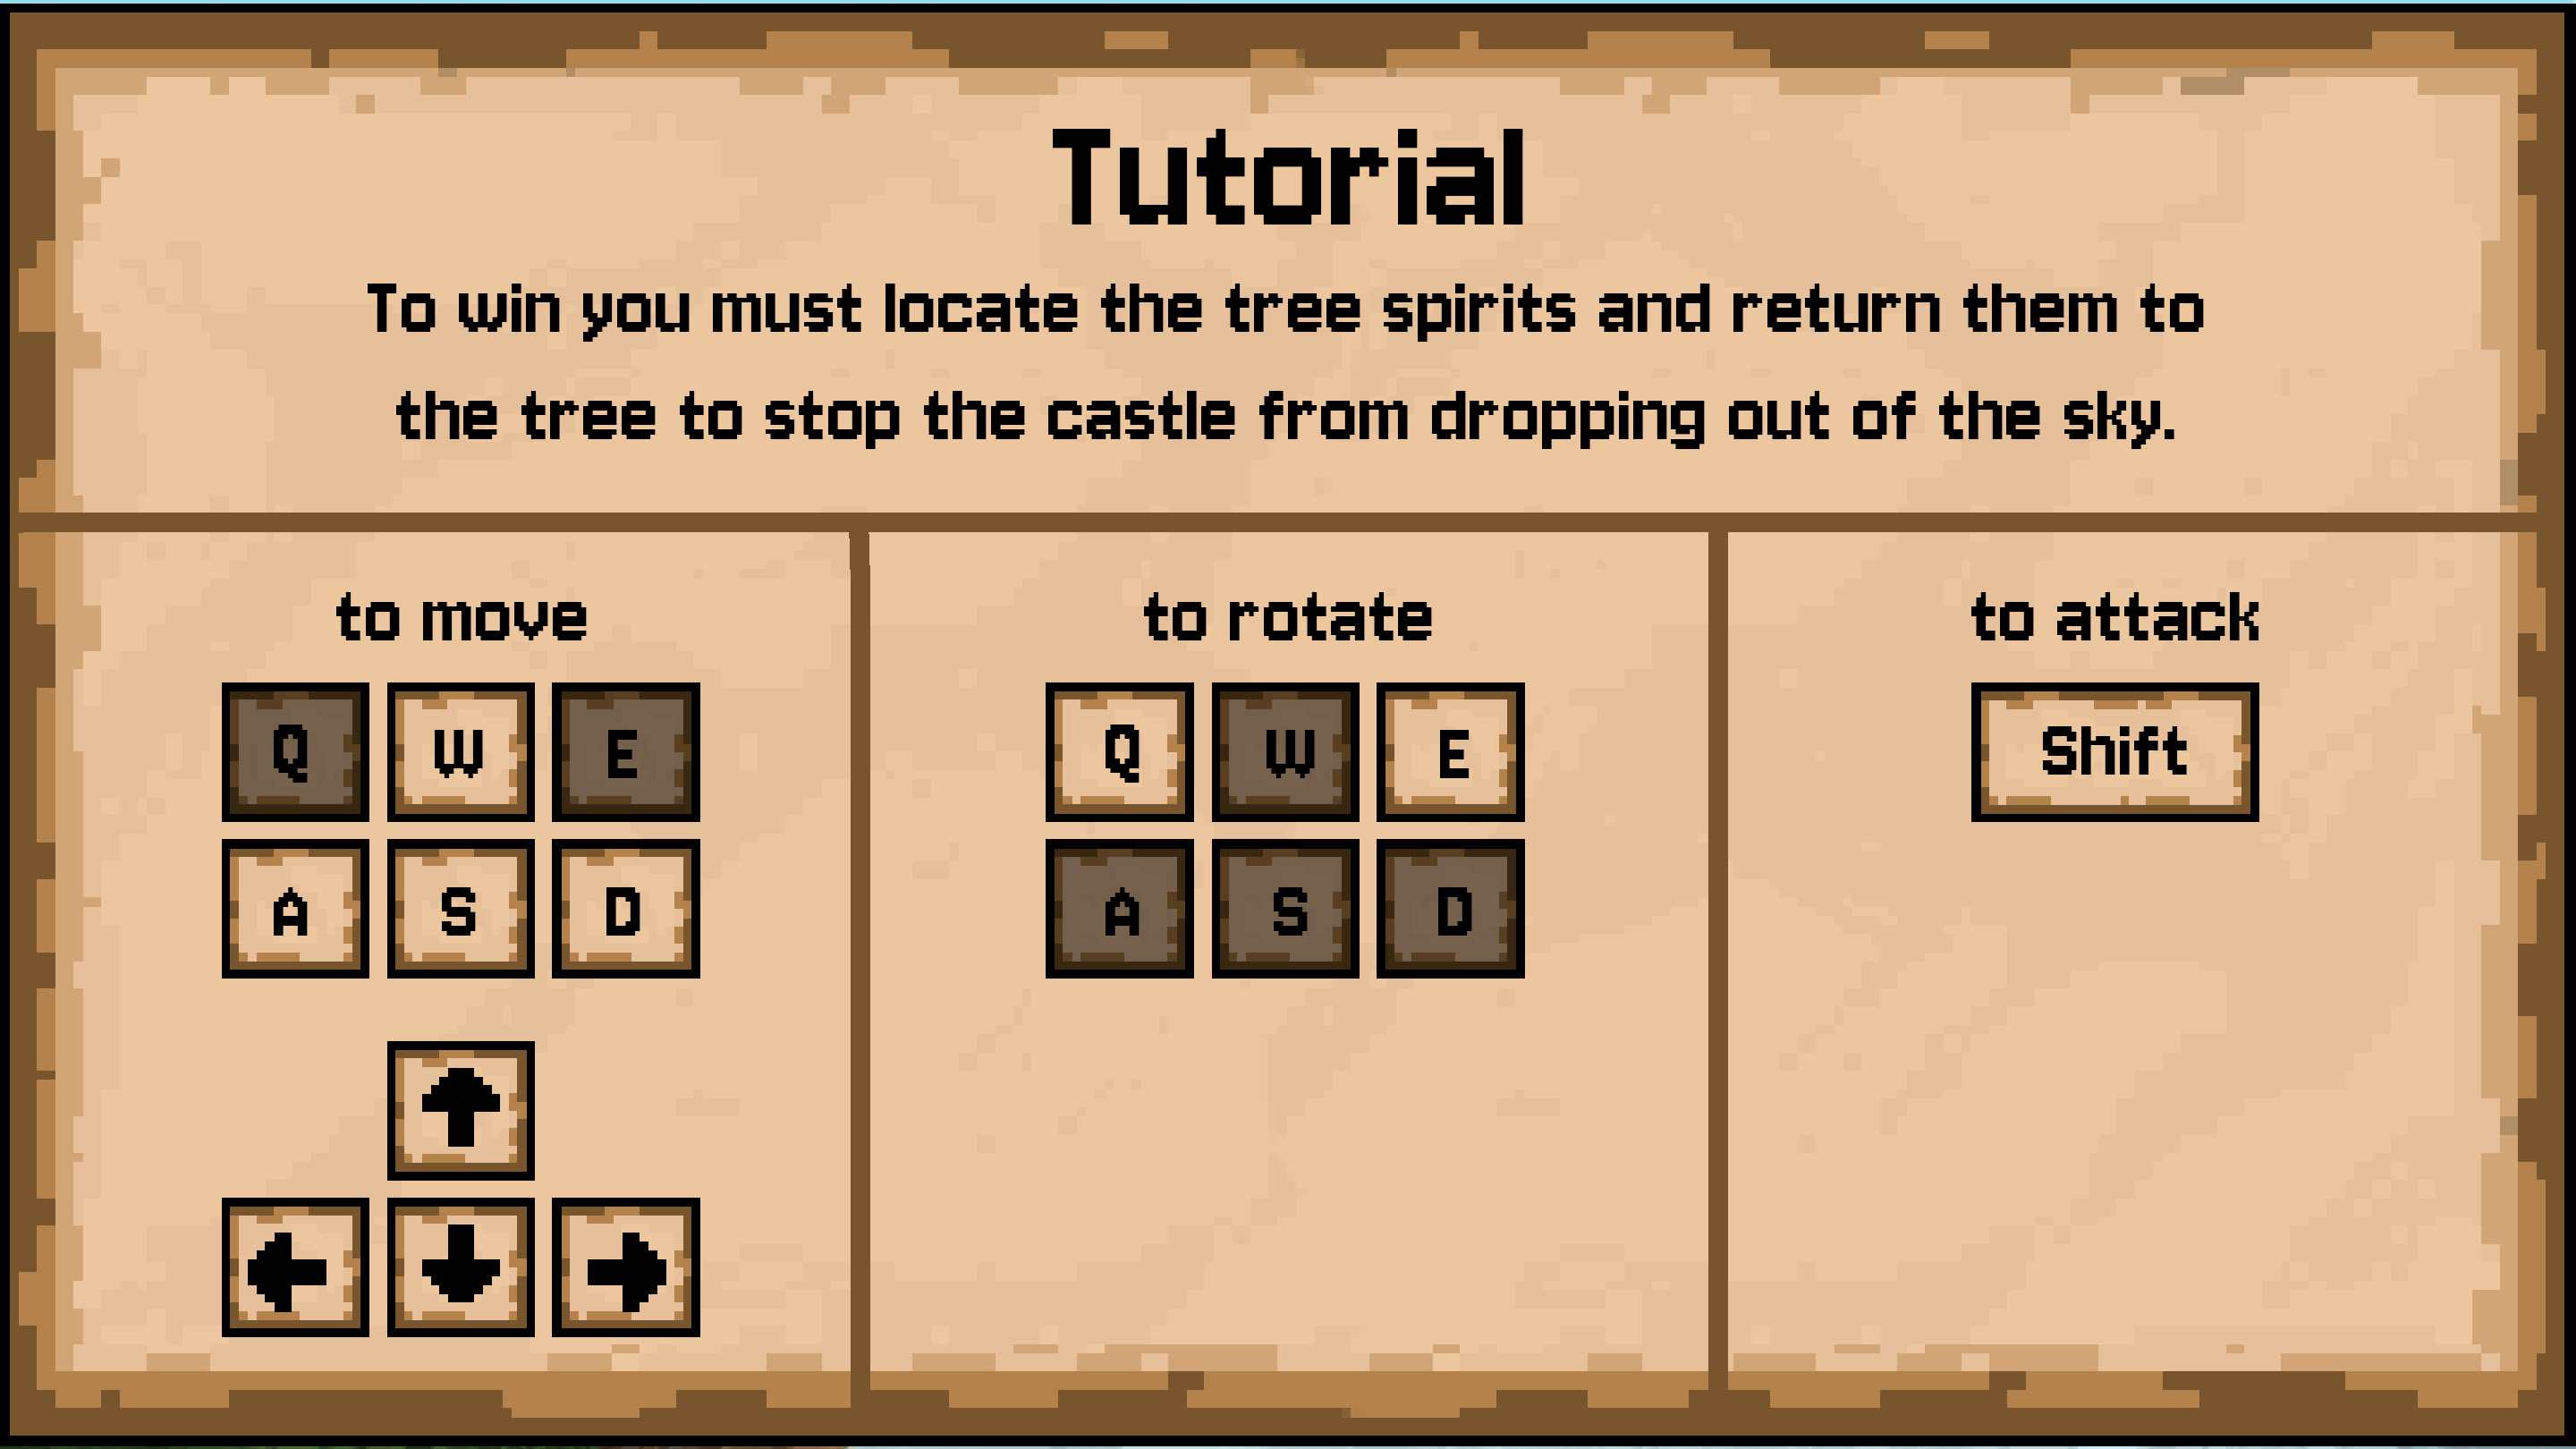 Tutorial
To win you must locate the tree spirits and return them to
the tree to stop the castle from dropping out of the sky.
to move
Q W E
A S D
↑
← ↓ →
to rotate
Q W E
A S D
to attack
Shift